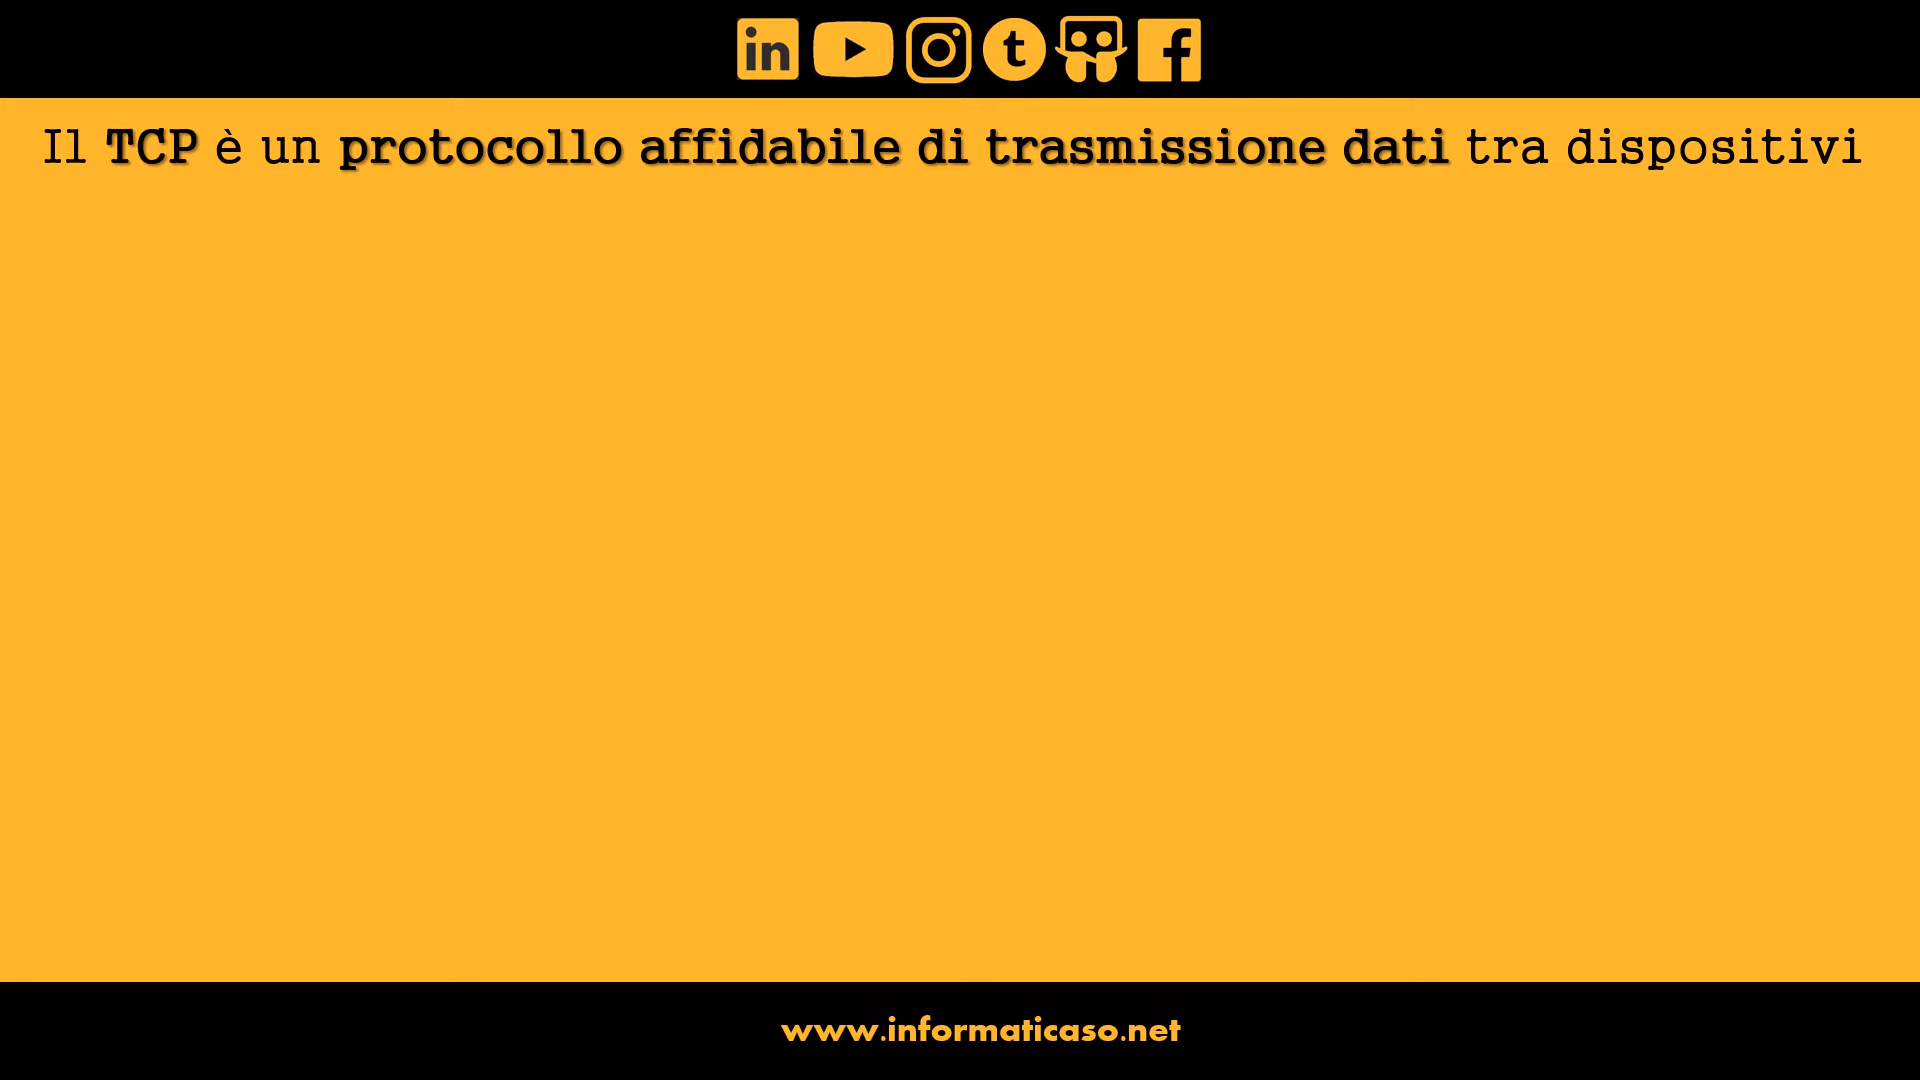 Il TCP è un protocollo affidabile di trasmissione dati tra dispositivi
www.informaticaso.net